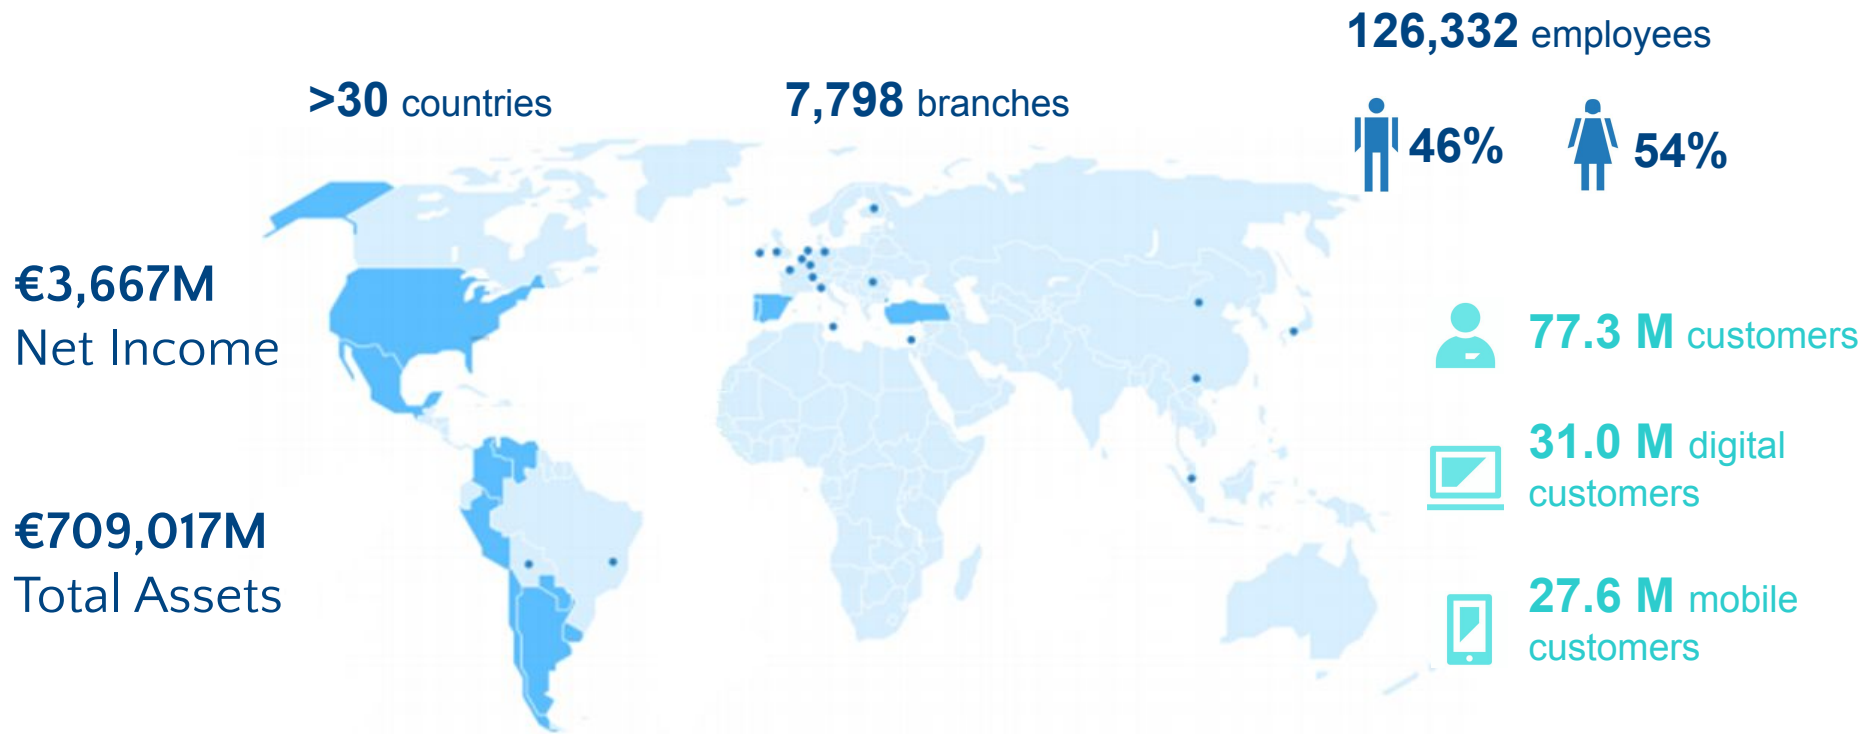 126,332 employees
>30 countries
7,798 branches
46%
54%
€3,667M
Net Income
77.3 M customers
31.0 M digital
customers
€709,017M
Total Assets
27.6 M mobile
customers